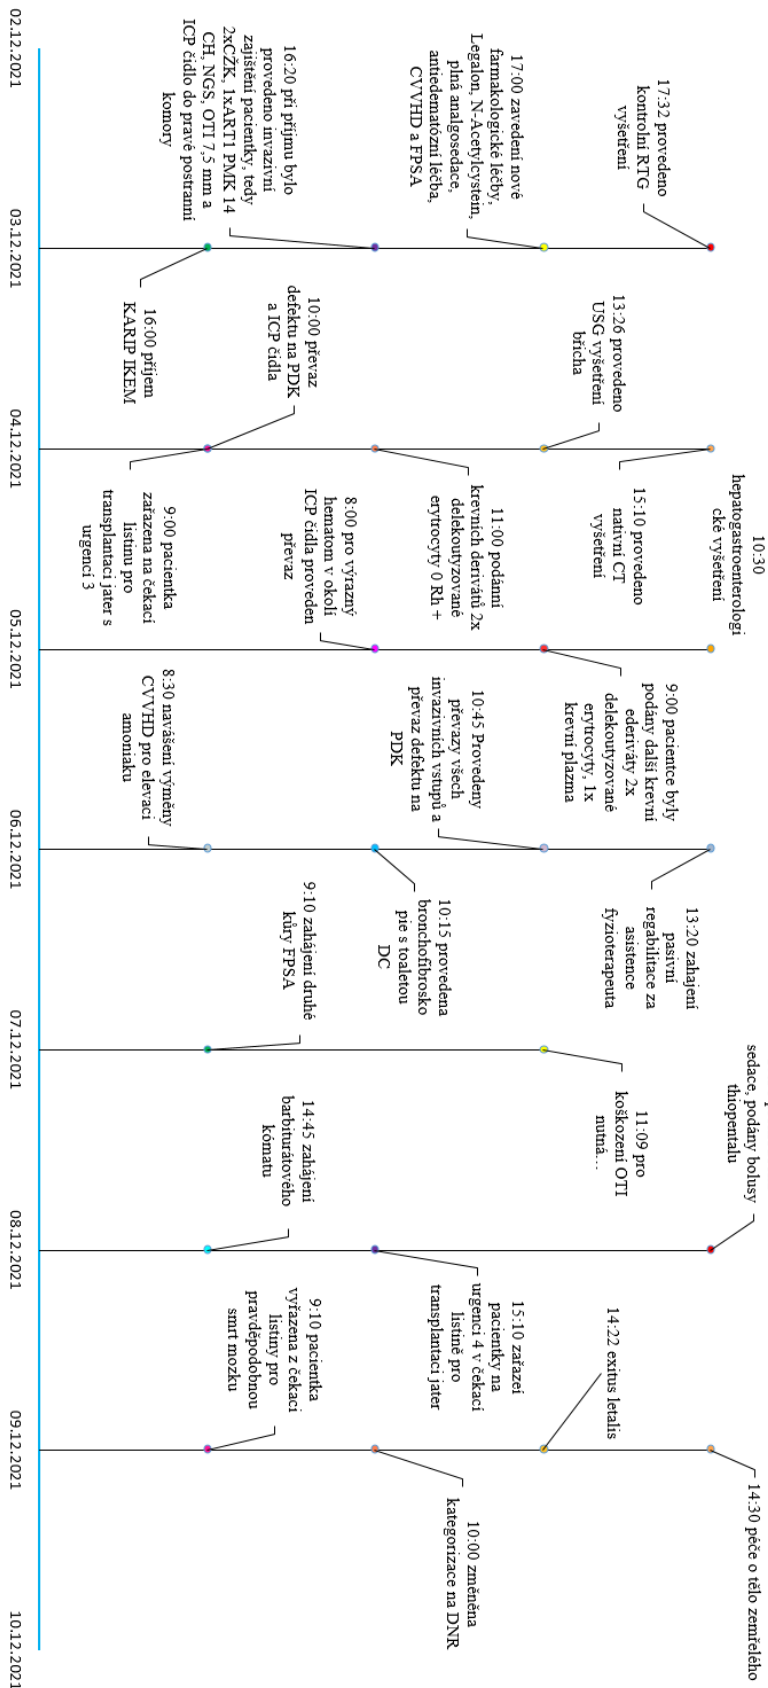 17:32 provedeno
kontrolní RTG
vyšetření
17:00 zavedení nové
farmakologické léčby,
Legalon, N-Acetylcystein,
plná analgosedace,
antiedematózní léčba,
CVVHD a FPSA
16:20 při příjmu bylo
provedeno invazivní
zajištění pacientky, tedy
2xCŽK, 1xART1 PMK 14
CH, NGS, OTI 7,5 mm a
ICP čidlo do pravé postranní
komory
16:00 příjem
KARIP IKEM
10:30
hepatogastroenterologi
cké vyšetření
15:10 provedeno
nativní CT
vyšetření
13:26 provedeno
USG vyšetření
břicha
11:00 podánní
krevních derivátů 2x
delekoutyzované
erytrocyty 0 Rh +
10:00 převaz
defektu na PDK
a ICP čidla
9:00 pacientka
zařazena na čekací
listinu pro
transplantaci jater s
urgencí 3
9:00 pacientce byly
podány další krevní
ederiváty 2x
delekoutyzované
erytrocyty, 1x
krevní plazma
8:00 pro výrazný
hematom v okolí
ICP čidla proveden
převaz
13:20 zahajení
pasivní
regabilitace za
asistence
fyzioterapeuta
10:45 Provedeny
převazy všech
invazivních vstupů a
převaz defektu na
PDK
10:15 provedena
bronchofibrosko
pie s toaletou
DC
8:30 navášení výměny
CVVHD pro elevaci
amoniaku
11:09 pro
koškození OTI
nutná...
9:10 zahájení druhé
kůry FPSA
sedace, podány bolusy
thiopentalu
15:10 zařazei
pacientky na
urgenci 4 v čekací
listině pro
transplantaci jater
14:45 zahájení
barbiturátového
kómatu
14:30 péče o tělo zemřelého
14:22 exitus letalis
10:00 změněna
kategorizace na DNR
9:10 pacientka
vyřazena z čekací
listiny pro
pravděpodobnou
smrt mozku
02.12.2021
03.12.2021
04.12.2021
05.12.2021
06.12.2021
07.12.2021
08.12.2021
09.12.2021
10.12.2021